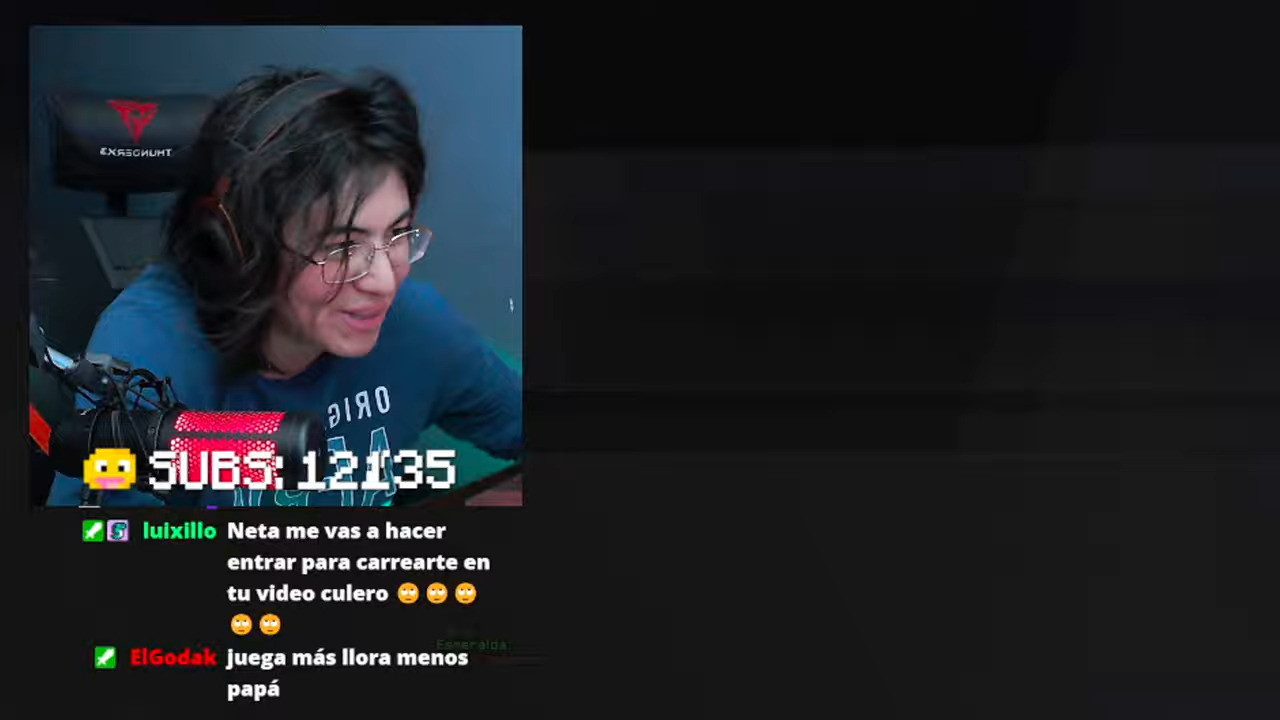 SUBS: 12135
luixillo Neta me vas a hacer
entrar para carrearte en
tu video culero 🙄 🙄 🙄
🙄 🙄
Esmeralda
ElGodak juega más llora menos
papá